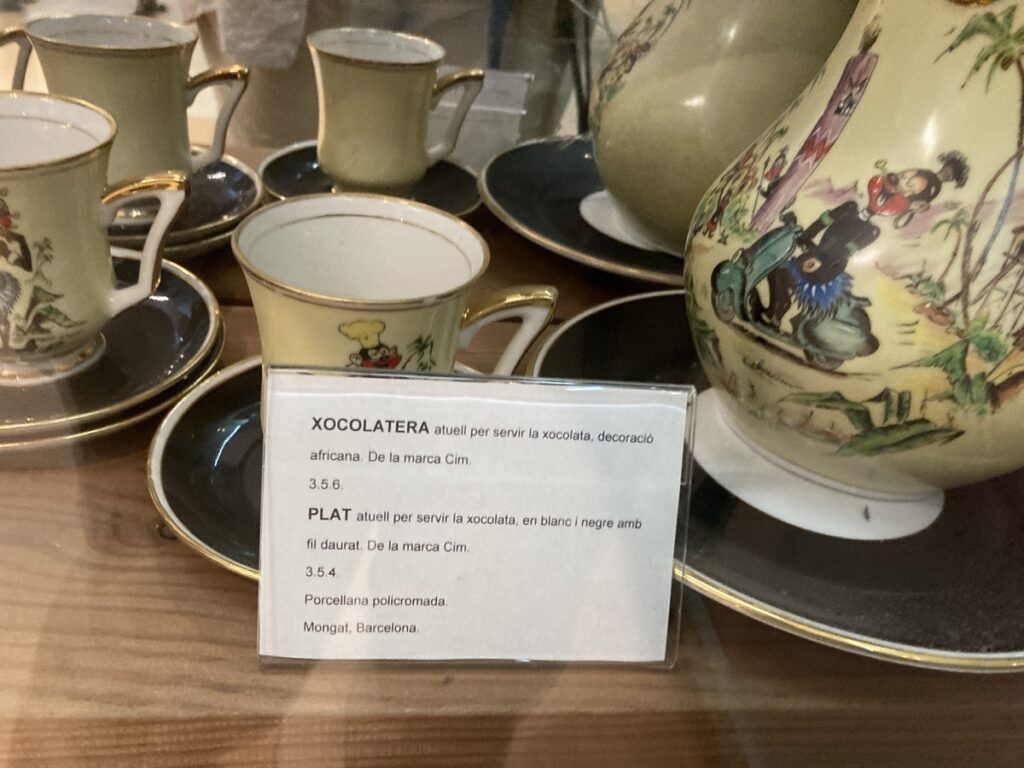 XOCOLATERA atuell per servir la xocolata, decoració
africana. De la marca Cim.
3.5.6.
PLAT atuell per servir la xocolata, en blanc i negre amb
fil daurat. De la marca Cim.
3.5.4.
Porcellana policromada.
Mongat, Barcelona.